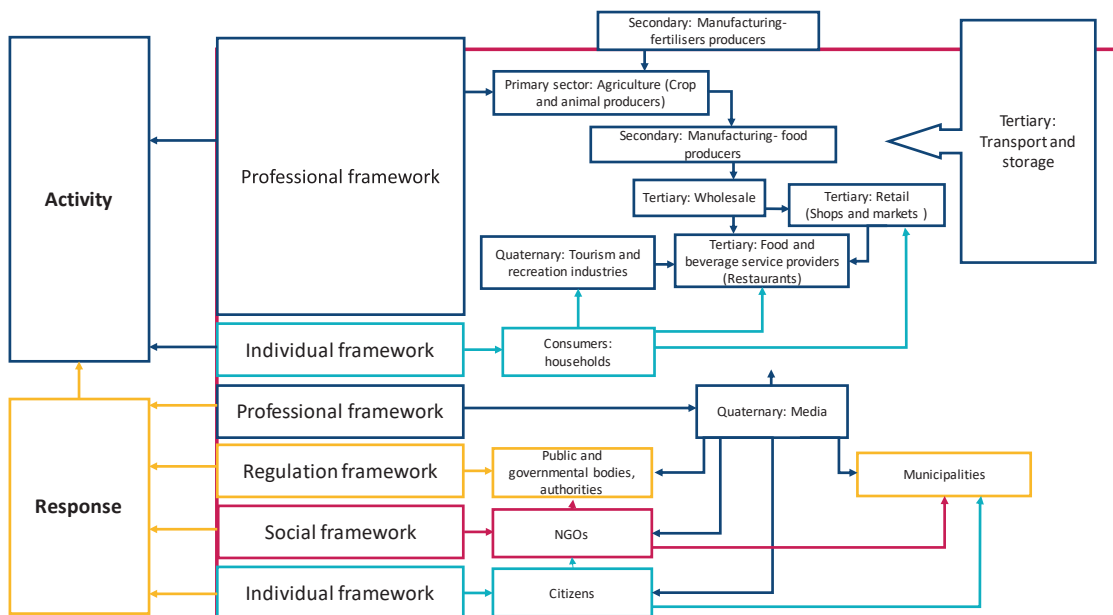 Secondary: Manufacturing-
fertilisers producers
Primary sector: Agriculture (Crop
and animal producers)
Tertiary:
Transport and
storage
Secondary: Manufacturing- food
producers
Professional framework
Activity
Tertiary: Wholesale
Tertiary: Retail
(Shops and markets )
Quaternary: Tourism and
recreation industries
Tertiary: Food and
beverage service providers
(Restaurants)
Individual framework
Consumers:
households
Professional framework
Quaternary: Media
Regulation framework
Public and
governmental bodies,
authorities
Municipalities
Response
Social framework
NGOs
Individual framework
Citizens